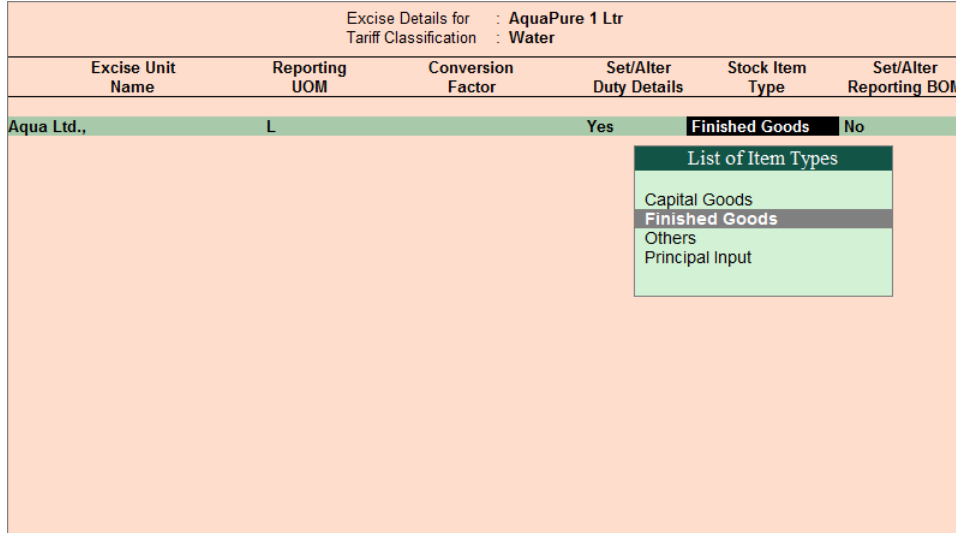 Excise Details for : AquaPure 1 Ltr
Tariff Classification : Water
Excise Unit Reporting Conversion Set/Alter Stock Item Set/Alter
Name UOM Factor Duty Details Type Reporting BOM
Aqua Ltd., L Yes Finished Goods No
List of Item Types
Capital Goods
Finished Goods
Others
Principal Input